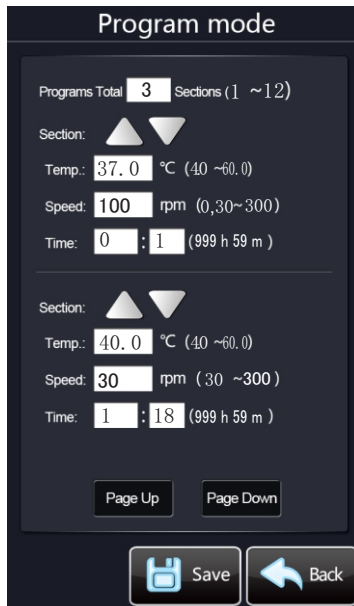 Program mode
Programs Total 3 Sections (1 ~12)
Section:
Temp.: 37.0 °C (40 ~60.0)
Speed: 100 rpm (0,30~300)
Time: 0 : 1 (999 h 59 m )
Section:
Temp.: 40.0 °C (40 ~60.0)
Speed: 30 rpm (30 ~300)
Time: 1 : 18 (999 h 59 m )
Page Up Page Down
Save Back